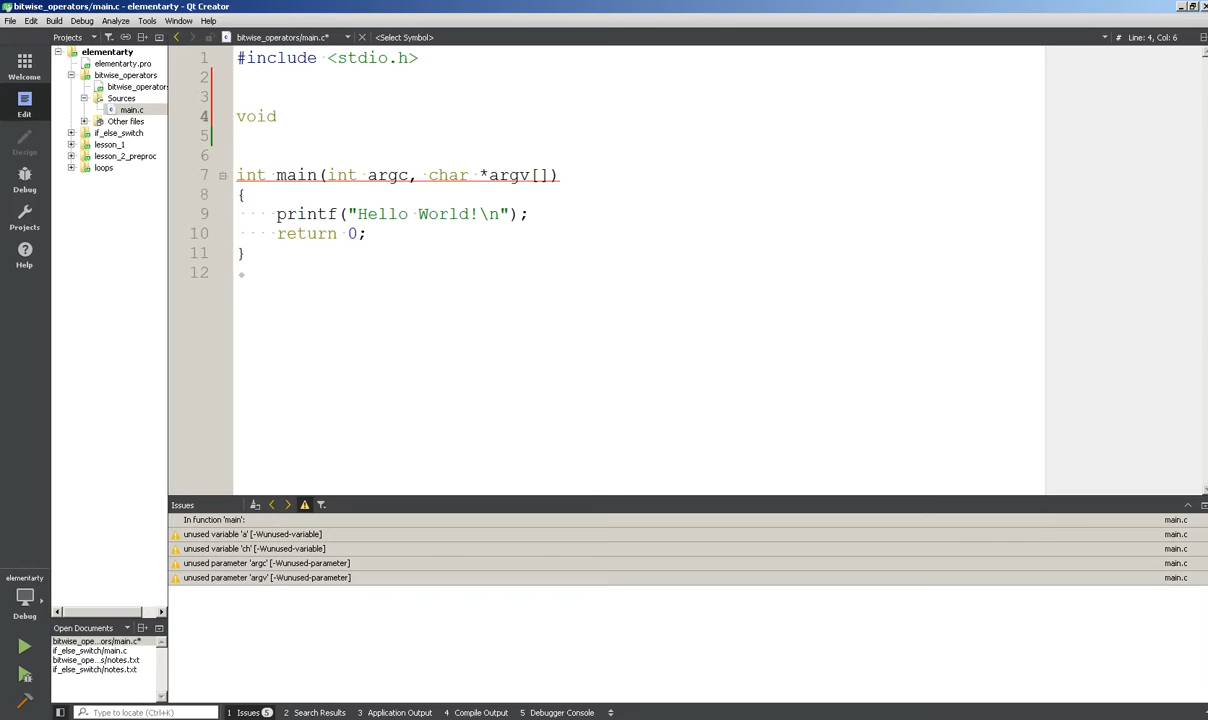 bitwise_operators/main.c - elementarty - Qt Creator
File Edit Build Debug Analyze Tools Window Help
Projects bitwise_operators/main.c* <Select Symbol> # Line: 4, Col: 6
Welcome
Edit
Design
Debug
Projects
Help
elementarty
Debug
elementarty
elementarty.pro
bitwise_operators
bitwise_operator
Sources
main.c
Other files
if_else_switch
lesson_1
lesson_2_preproc
loops
1 #include <stdio.h>
2
3
4 void
5
6
7 int main(int argc, char *argv[])
8 {
9 printf("Hello World!\n");
10 return 0;
11 }
12
Issues
In function 'main': main.c
unused variable 'a' [-Wunused-variable] main.c
unused variable 'ch' [-Wunused-variable] main.c
unused parameter 'argc' [-Wunused-parameter] main.c
unused parameter 'argv' [-Wunused-parameter] main.c
Open Documents
bitwise_ope...ors/main.c*
if_else_switch/main.c
bitwise_ope...s/notes.txt
if_else_switch/notes.txt
Type to locate (Ctrl+K) 1 Issues 5 2 Search Results 3 Application Output 4 Compile Output 5 Debugger Console